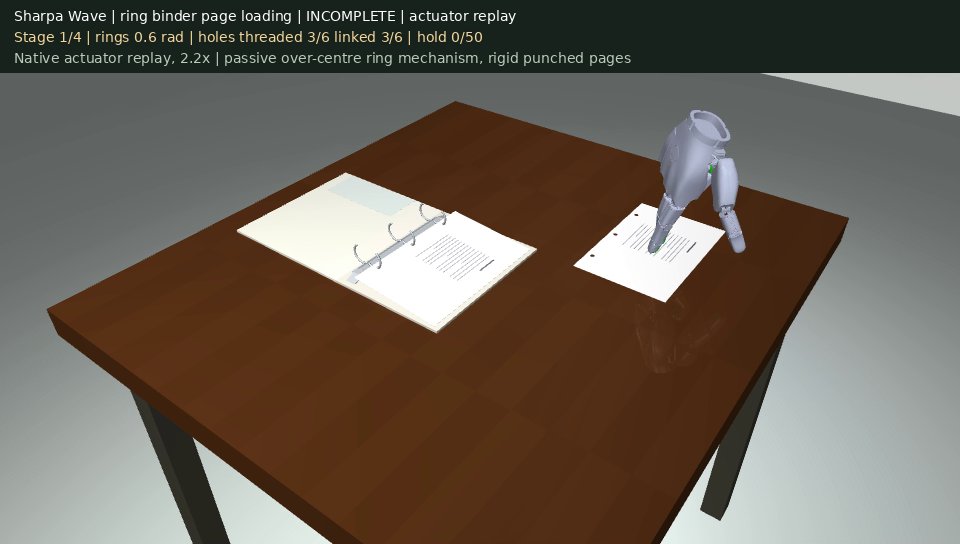 Sharpa Wave | ring binder page loading | INCOMPLETE | actuator replay
Stage 1/4 | rings 0.6 rad | holes threaded 3/6 linked 3/6 | hold 0/50
Native actuator replay, 2.2x | passive over-centre ring mechanism, rigid punched pages